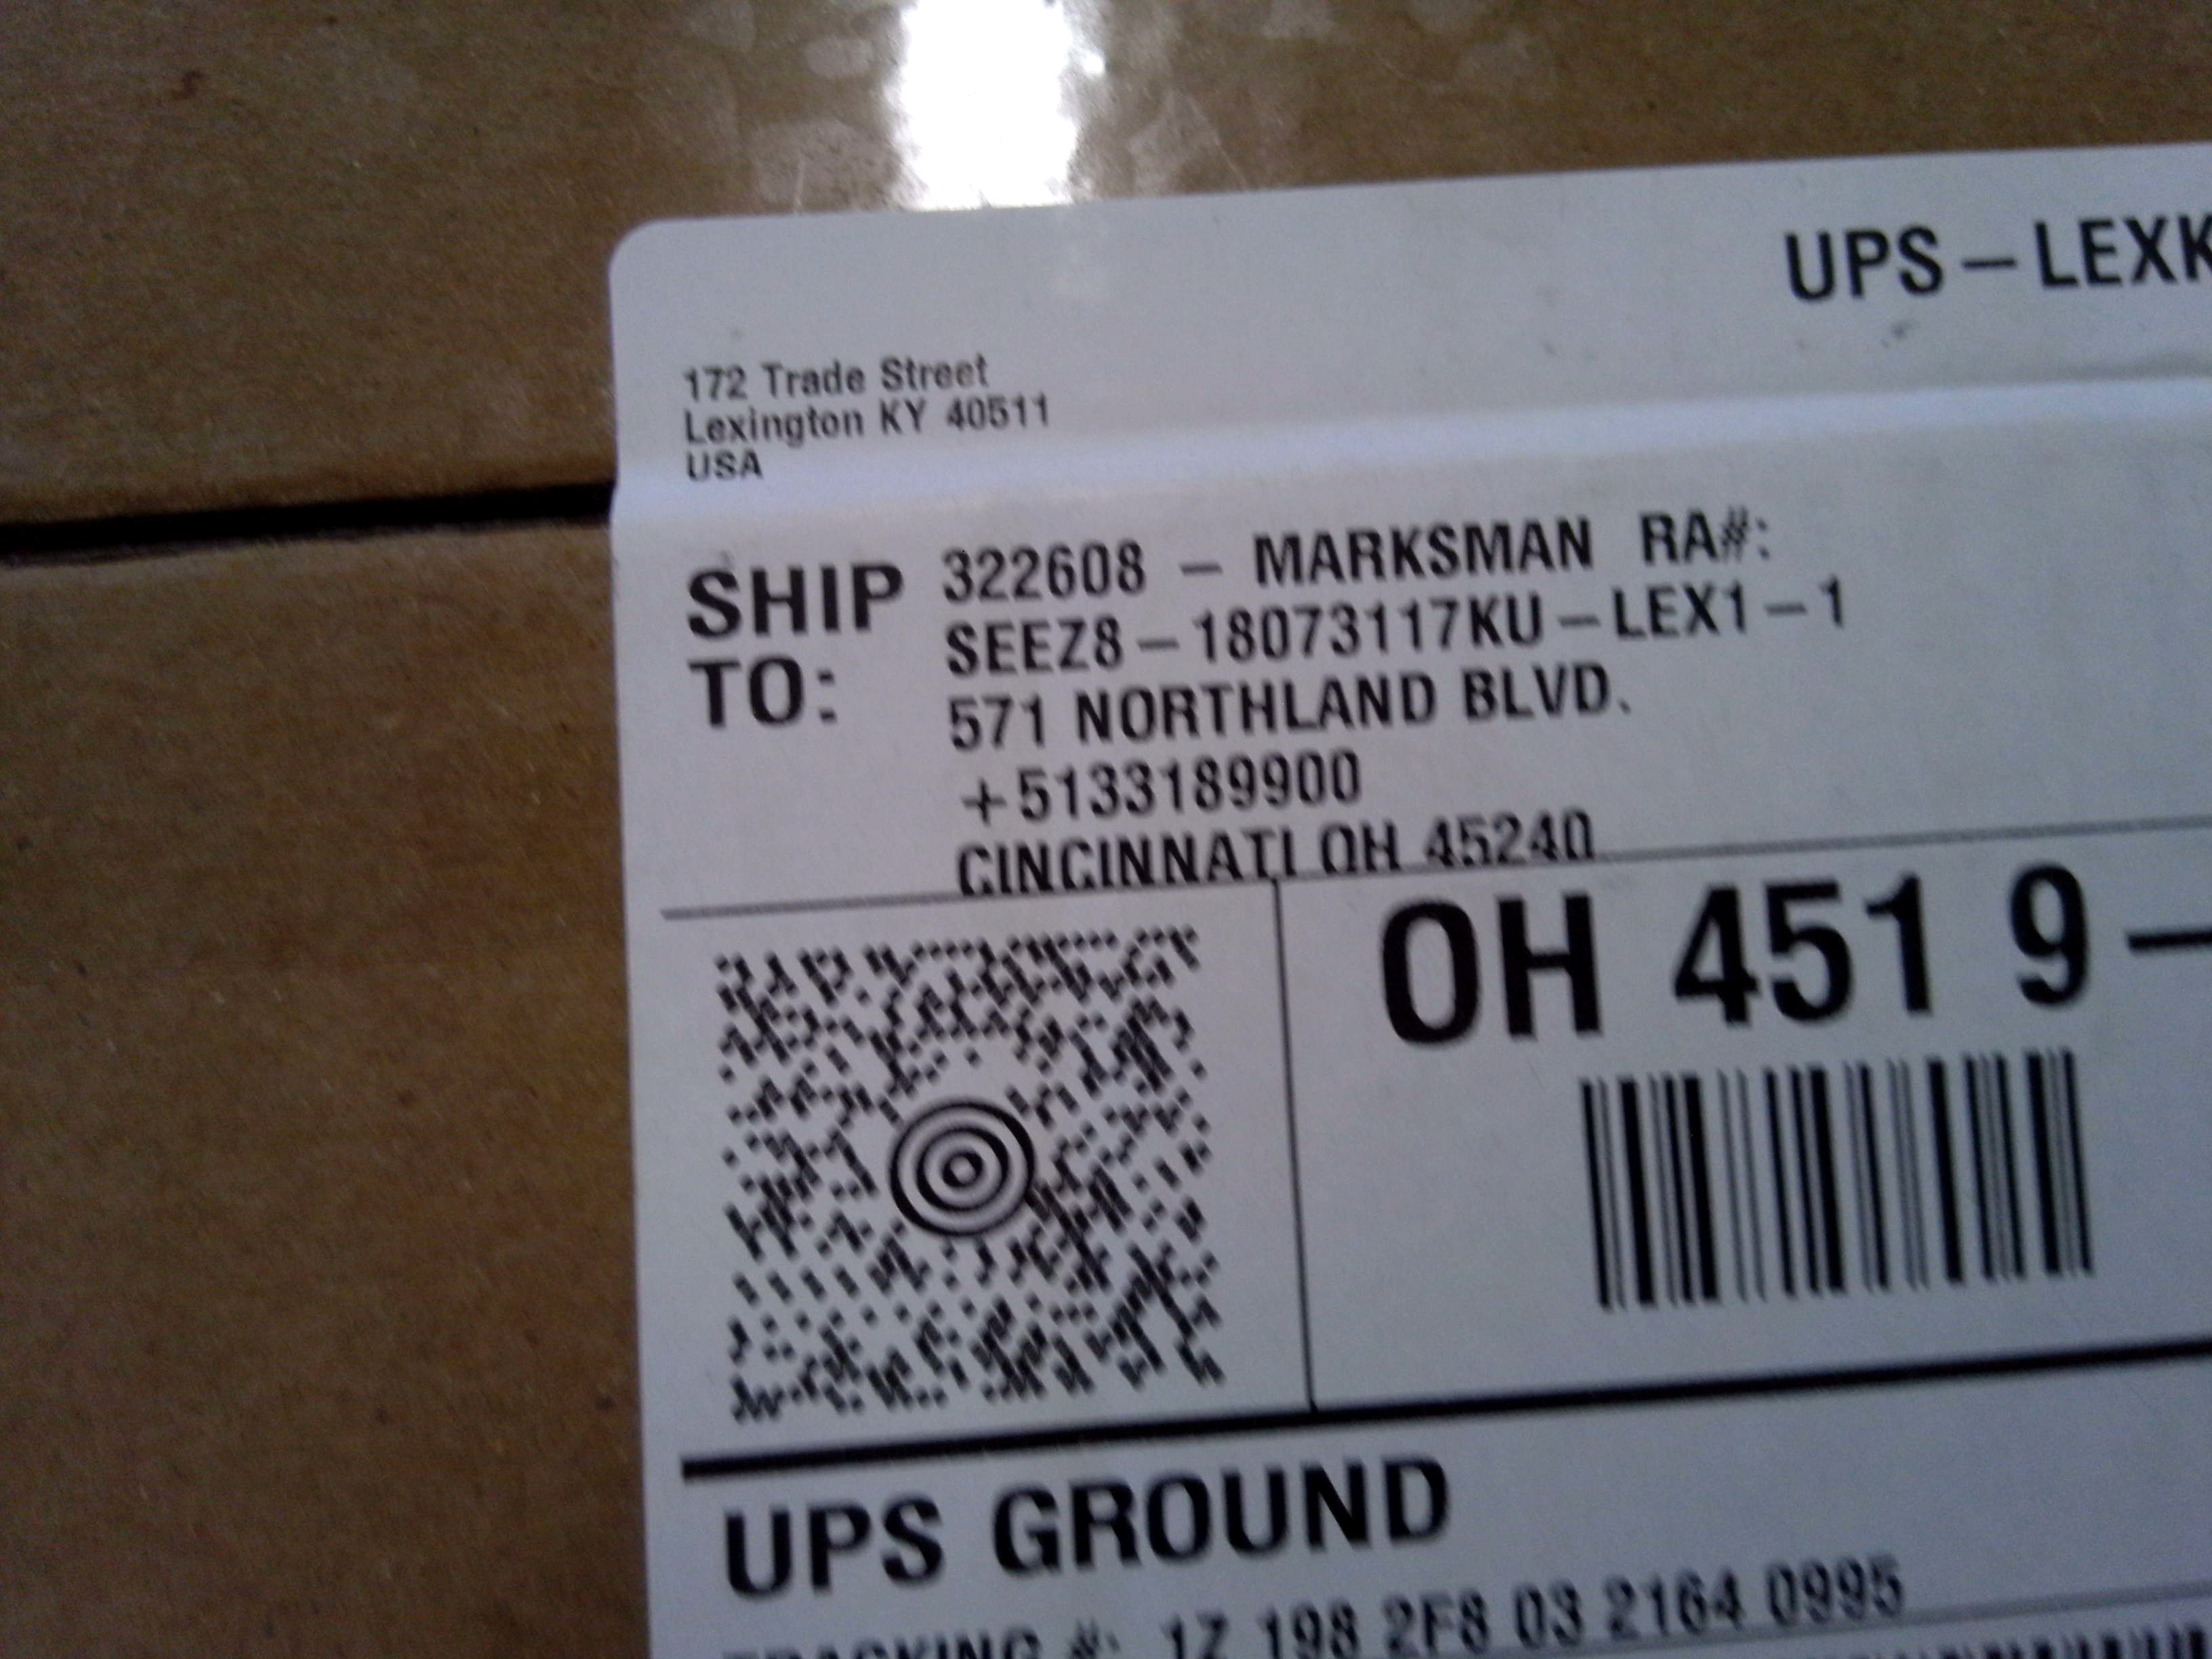 UPS-LEXK
172 Trade Street
Lexington KY 40511
USA
SHIP TO:
322608 - MARKSMAN RA#:
SEEZ8-18073117KU-LEX1-1
571 NORTHLAND BLVD.
+5133189900
CINCINNATI OH 45240
OH 451 9-
UPS GROUND
TRACKING #: 1Z 198 2F8 03 2164 0995